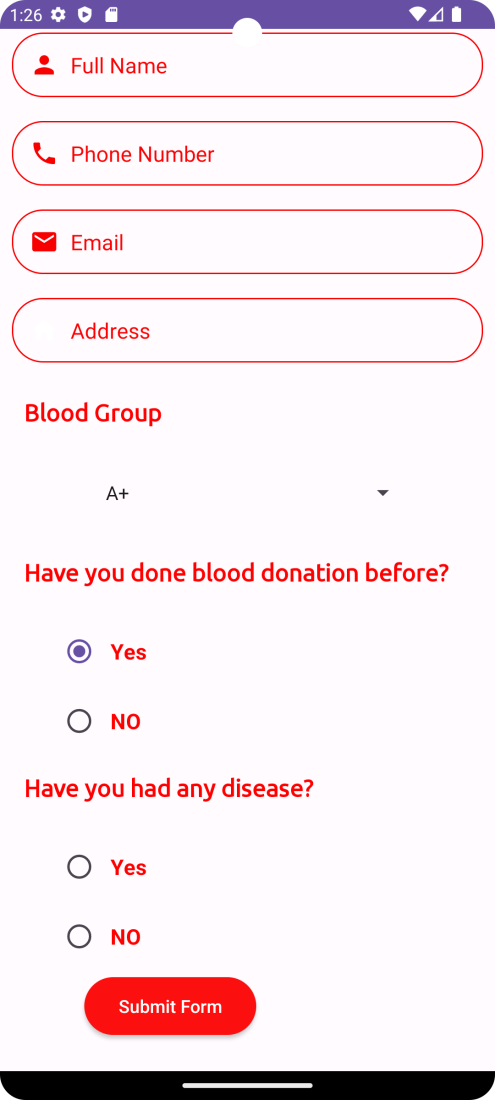 1:26
Full Name
Phone Number
Email
Address
Blood Group
A+
Have you done blood donation before?
Yes
NO
Have you had any disease?
Yes
NO
Submit Form